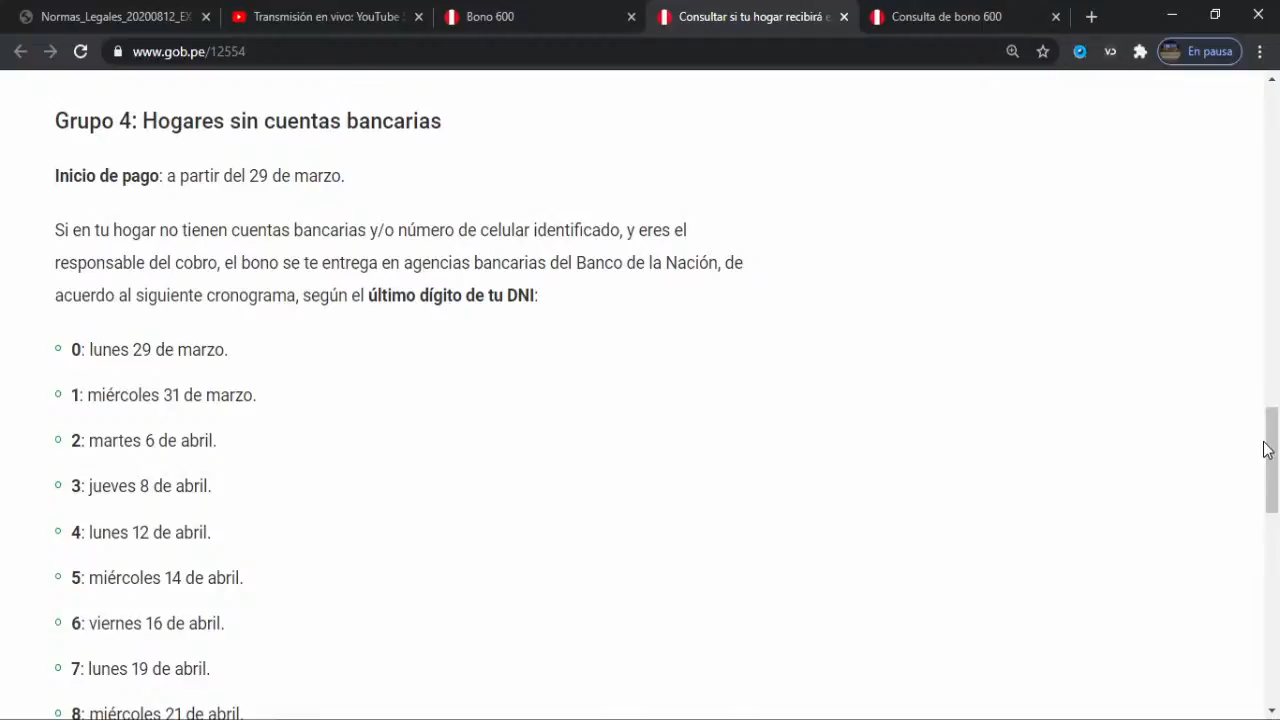 Normas_Legales_20200812_EX
Transmisión en vivo: YouTube
Bono 600
Consultar si tu hogar recibirá e
Consulta de bono 600
www.gob.pe/12554
En pausa
Grupo 4: Hogares sin cuentas bancarias
Inicio de pago: a partir del 29 de marzo.
Si en tu hogar no tienen cuentas bancarias y/o número de celular identificado, y eres el
responsable del cobro, el bono se te entrega en agencias bancarias del Banco de la Nación, de
acuerdo al siguiente cronograma, según el último dígito de tu DNI:
0: lunes 29 de marzo.
1: miércoles 31 de marzo.
2: martes 6 de abril.
3: jueves 8 de abril.
4: lunes 12 de abril.
5: miércoles 14 de abril.
6: viernes 16 de abril.
7: lunes 19 de abril.
8: miércoles 21 de abril.